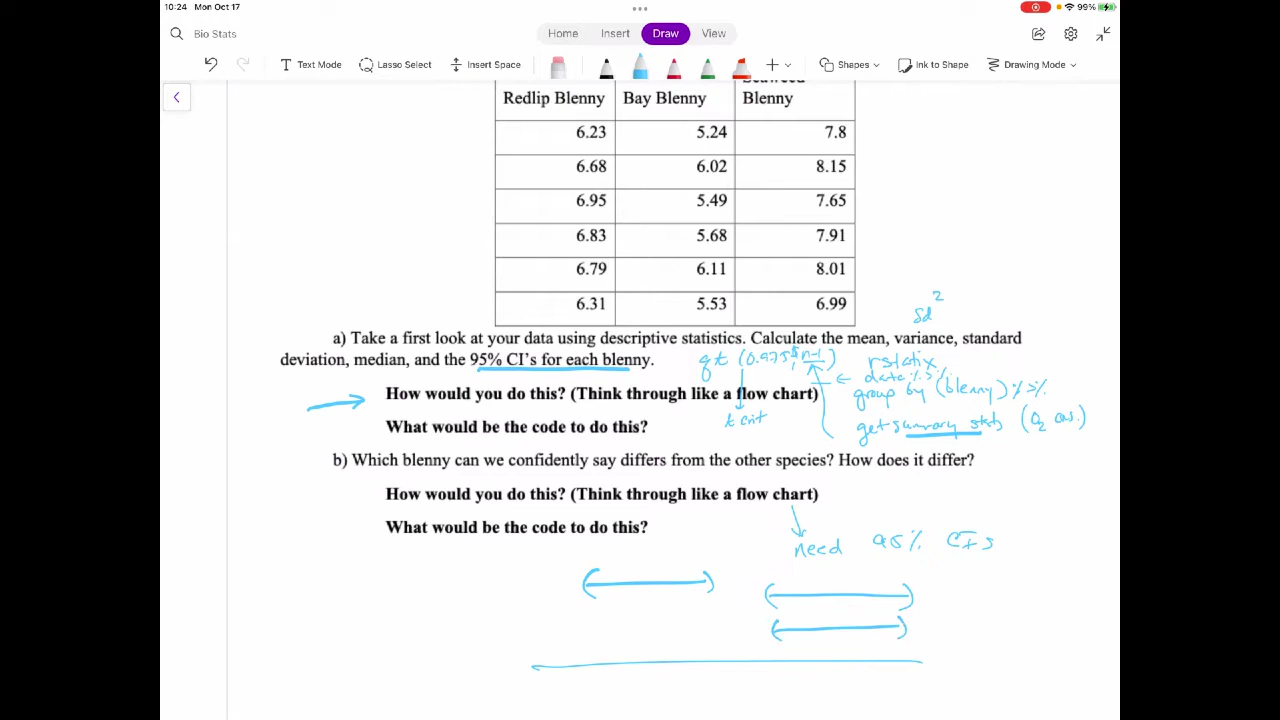 10:24 Mon Oct 17
99%
Bio Stats
Home Insert Draw View
Text Mode Lasso Select Insert Space Shapes Ink to Shape Drawing Mode
Seaweed
Redlip Blenny Bay Blenny Blenny
6.23 5.24 7.8
6.68 6.02 8.15
6.95 5.49 7.65
6.83 5.68 7.91
6.79 6.11 8.01
6.31 5.53 6.99
sd 2
a) Take a first look at your data using descriptive statistics. Calculate the mean, variance, standard
deviation, median, and the 95% CI's for each blenny.
qt (0.975, n-1) rstatix
data %>%
How would you do this? (Think through like a flow chart)
group by (blenny) %>%
t crit
What would be the code to do this?
get summary stats
b) Which blenny can we confidently say differs from the other species? How does it differ?
How would you do this? (Think through like a flow chart)
What would be the code to do this?
need 95% CIs